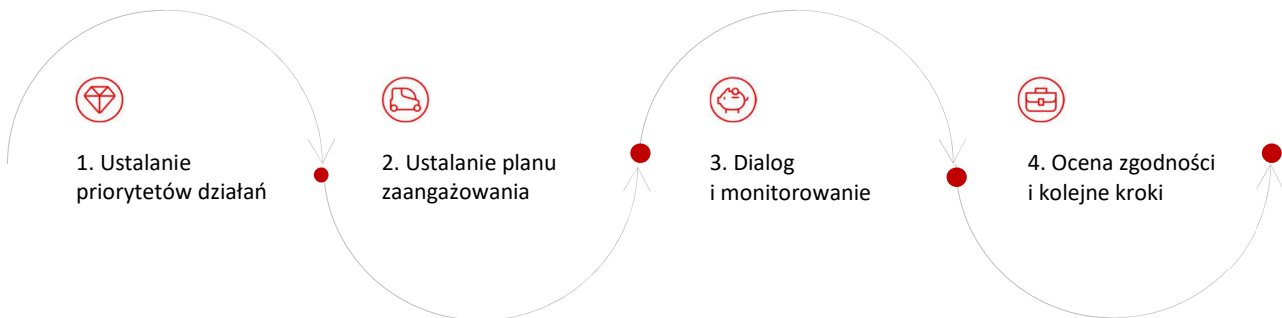 1. Ustalanie
priorytetów działań
2. Ustalanie planu
zaangażowania
3. Dialog
i monitorowanie
4. Ocena zgodności
i kolejne kroki